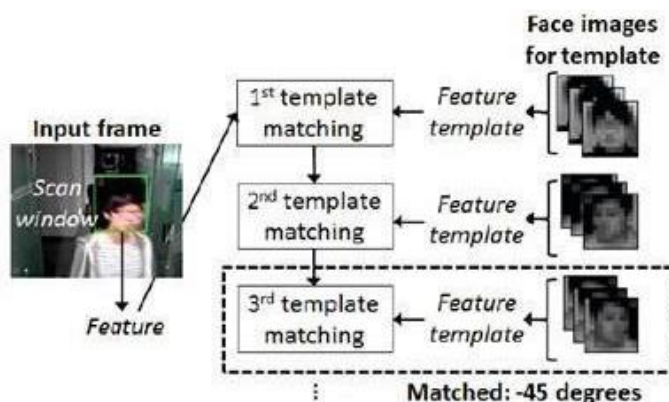 Face images
for template
Input frame
Scan
window
Feature
1st template
matching
Feature
template
2nd template
matching
Feature
template
3rd template
matching
Feature
template
⋮
Matched: -45 degrees